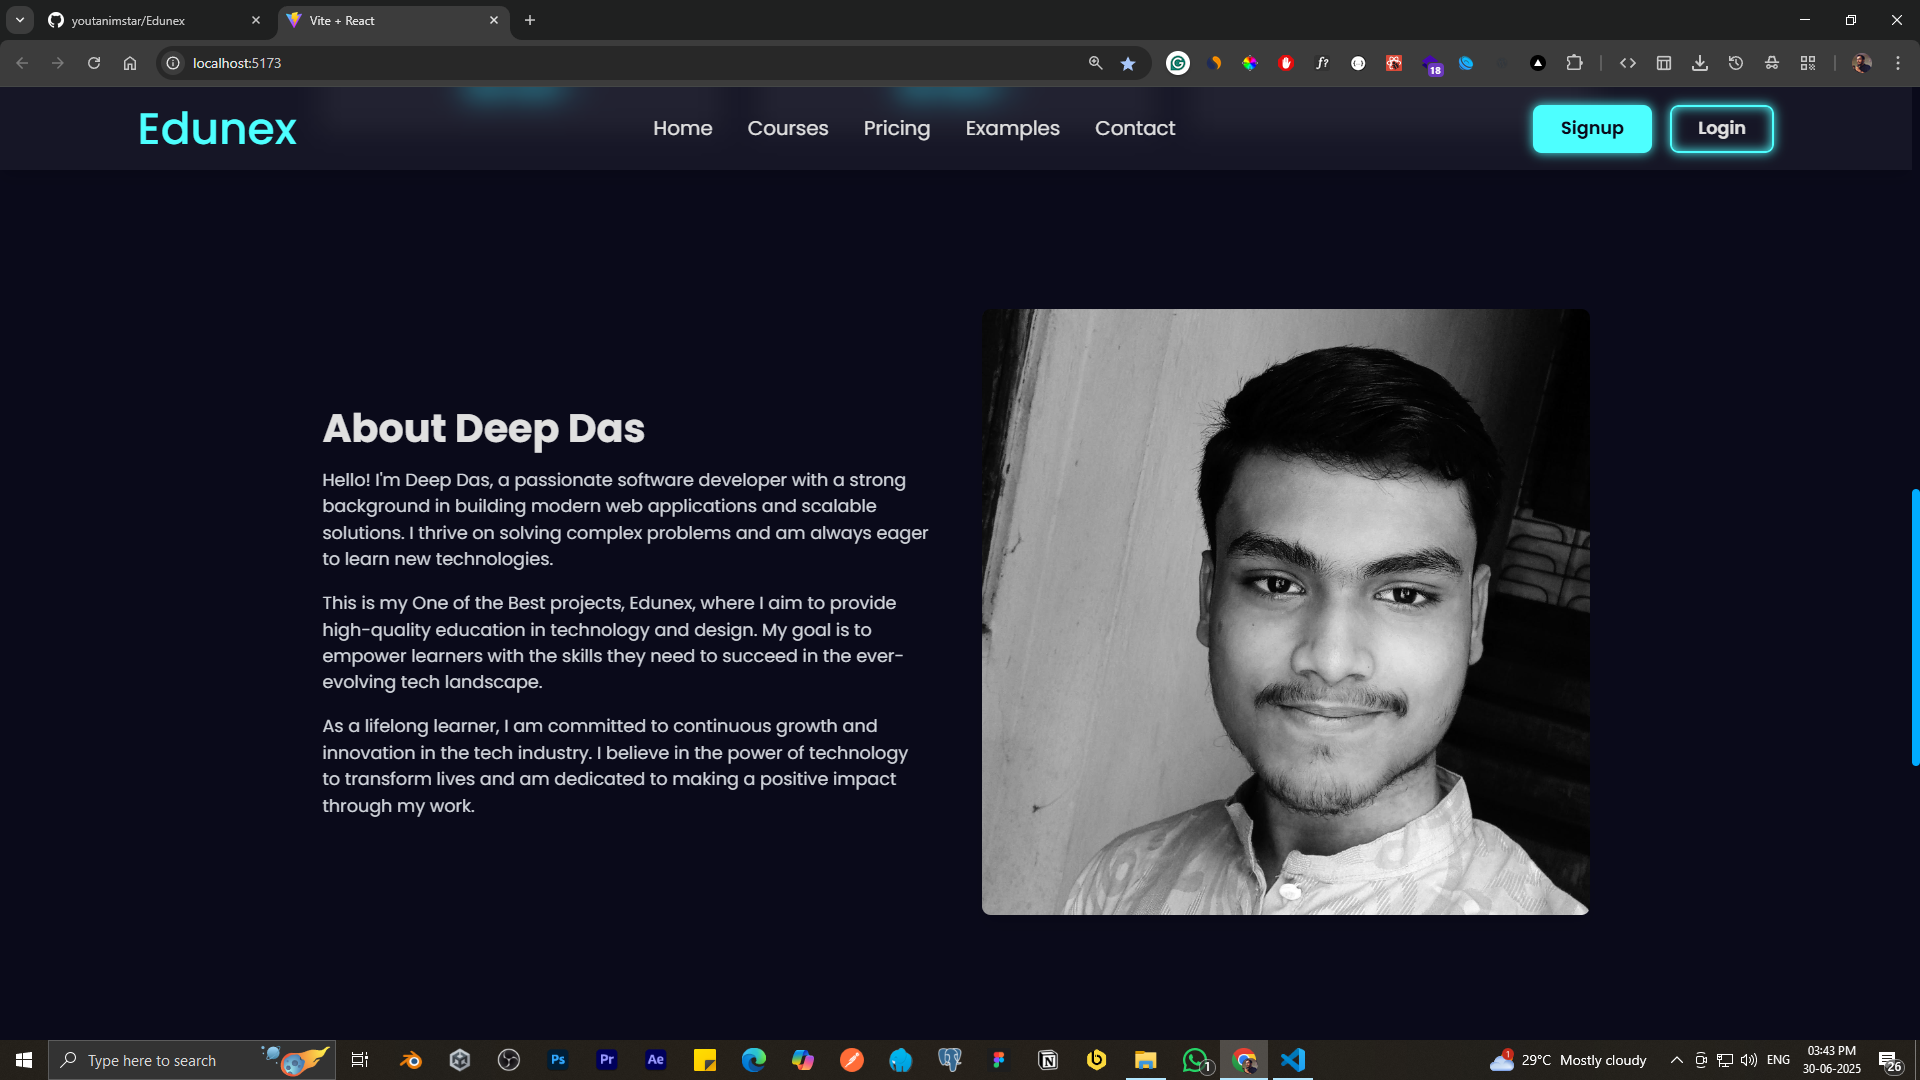 youtanimstar/Edunex
Vite + React
localhost:5173
f?
18
Edunex
Home
Courses
Pricing
Examples
Contact
Signup
Login
About Deep Das
Hello! I'm Deep Das, a passionate software developer with a strong
background in building modern web applications and scalable
solutions. I thrive on solving complex problems and am always eager
to learn new technologies.
This is my One of the Best projects, Edunex, where I aim to provide
high-quality education in technology and design. My goal is to
empower learners with the skills they need to succeed in the ever-
evolving tech landscape.
As a lifelong learner, I am committed to continuous growth and
innovation in the tech industry. I believe in the power of technology
to transform lives and am dedicated to making a positive impact
through my work.
Type here to search
Ps
Pr
Ae
1
1
29°C Mostly cloudy
ENG
03:43 PM
30-06-2025
26